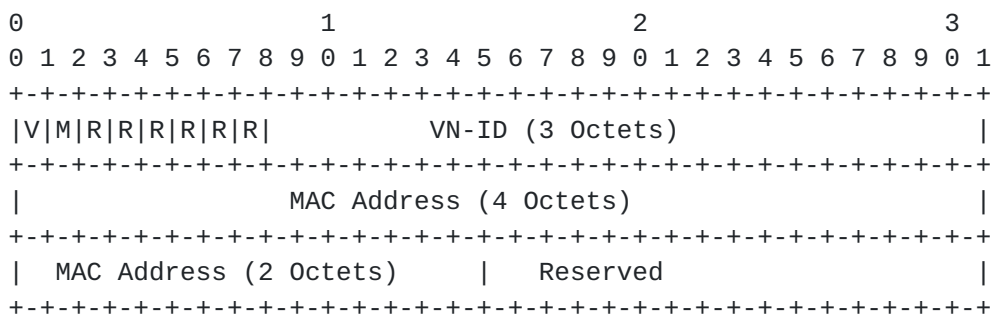 0                   1                   2                   3
0 1 2 3 4 5 6 7 8 9 0 1 2 3 4 5 6 7 8 9 0 1 2 3 4 5 6 7 8 9 0 1
+-+-+-+-+-+-+-+-+-+-+-+-+-+-+-+-+-+-+-+-+-+-+-+-+-+-+-+-+-+-+-+
|V|M|R|R|R|R|R|R|          VN-ID (3 Octets)                   |
+-+-+-+-+-+-+-+-+-+-+-+-+-+-+-+-+-+-+-+-+-+-+-+-+-+-+-+-+-+-+-+
|                 MAC Address (4 Octets)                      |
+-+-+-+-+-+-+-+-+-+-+-+-+-+-+-+-+-+-+-+-+-+-+-+-+-+-+-+-+-+-+-+
|  MAC Address (2 Octets)     |   Reserved                    |
+-+-+-+-+-+-+-+-+-+-+-+-+-+-+-+-+-+-+-+-+-+-+-+-+-+-+-+-+-+-+-+